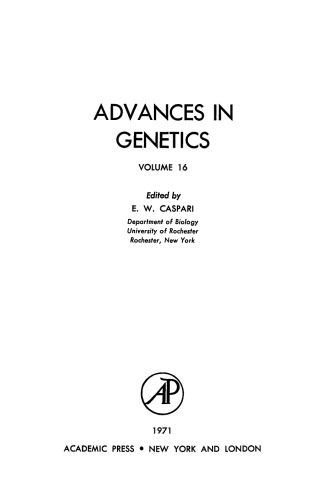 ADVANCES IN
GENETICS
VOLUME 16
Edited by
E. W. CASPARI
Department of Biology
University of Rochester
Rochester, New York
AP
1971
ACADEMIC PRESS • NEW YORK AND LONDON